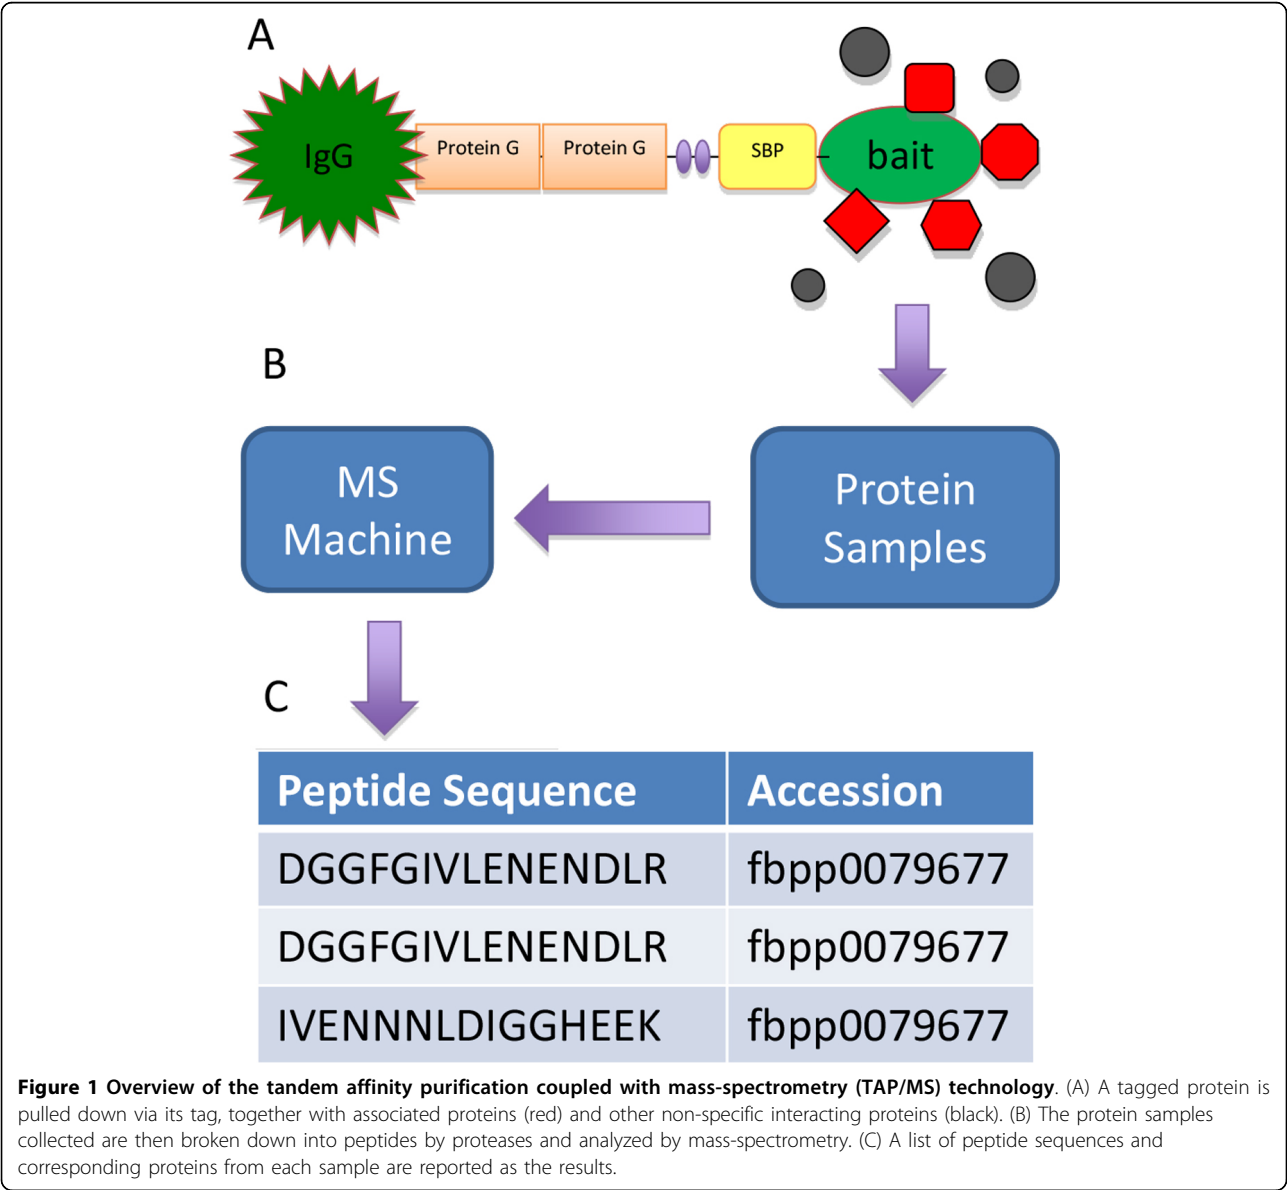 A
IgG
Protein G
Protein G
SBP
bait
B
MS
Machine
Protein
Samples
C
Peptide Sequence Accession
DGGFGIVLENENDLR fbpp0079677
DGGFGIVLENENDLR fbpp0079677
IVENNNLDIGGHEEK fbpp0079677
Figure 1 Overview of the tandem affinity purification coupled with mass-spectrometry (TAP/MS) technology. (A) A tagged protein is
pulled down via its tag, together with associated proteins (red) and other non-specific interacting proteins (black). (B) The protein samples
collected are then broken down into peptides by proteases and analyzed by mass-spectrometry. (C) A list of peptide sequences and
corresponding proteins from each sample are reported as the results.